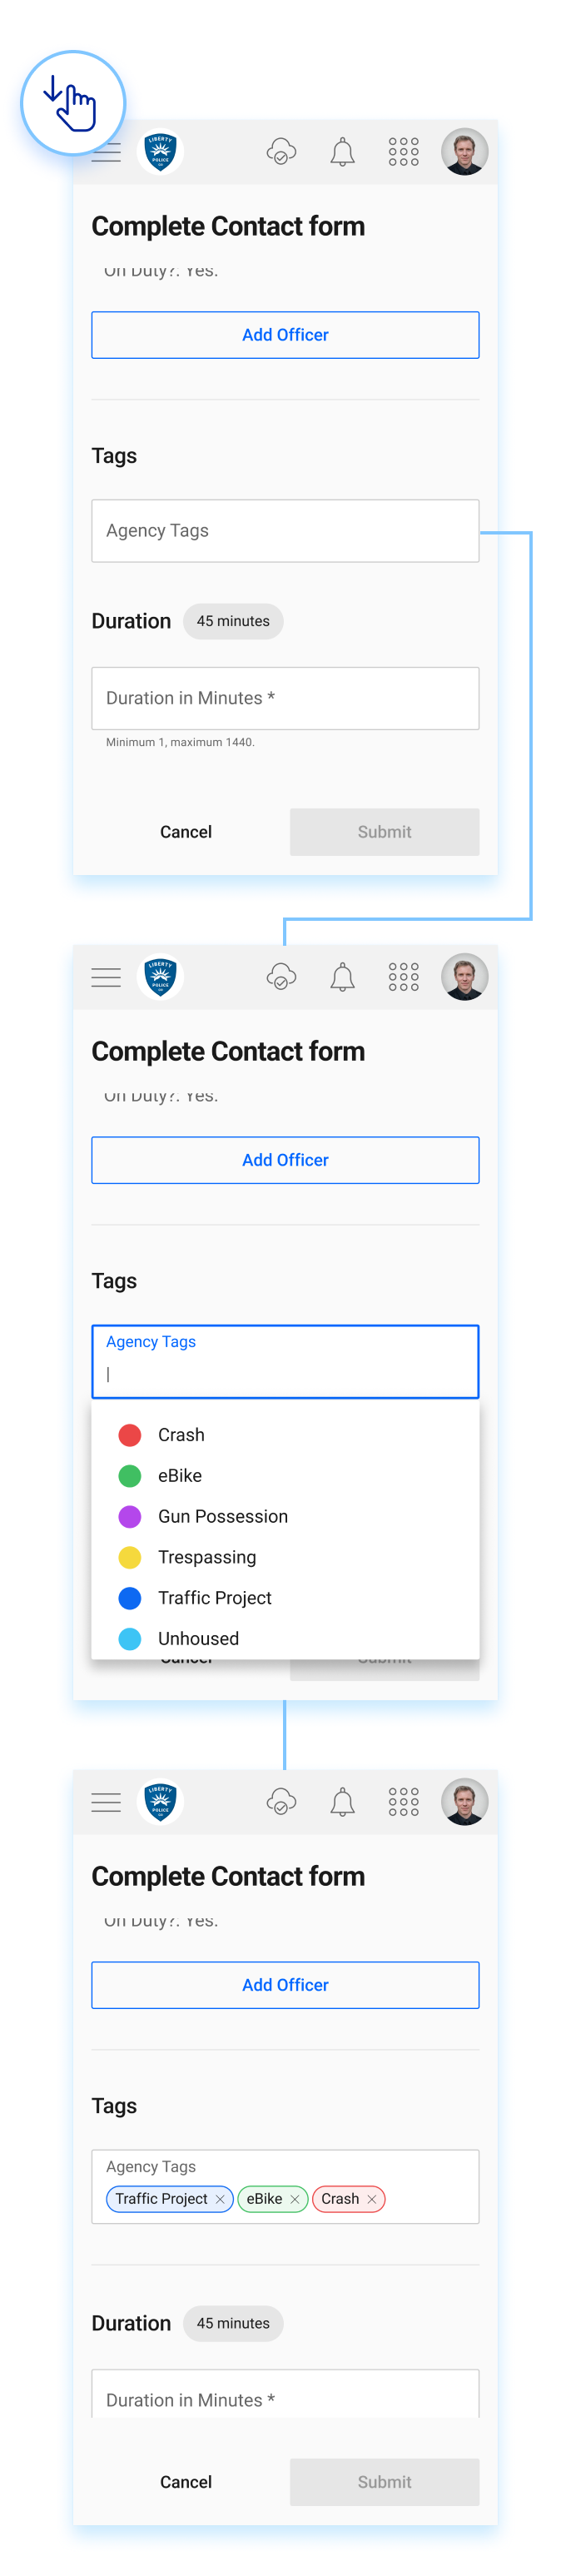 LIBERTY
POLICE
Complete Contact form
On Duty?: Yes.
Add Officer
Tags
Agency Tags
Duration 45 minutes
Duration in Minutes *
Minimum 1, maximum 1440.
Cancel Submit
LIBERTY
POLICE
Complete Contact form
On Duty?: Yes.
Add Officer
Tags
Agency Tags
Crash
eBike
Gun Possession
Trespassing
Traffic Project
Unhoused
Cancel Submit
LIBERTY
POLICE
Complete Contact form
On Duty?: Yes.
Add Officer
Tags
Agency Tags
Traffic Project × eBike × Crash ×
Duration 45 minutes
Duration in Minutes *
Cancel Submit